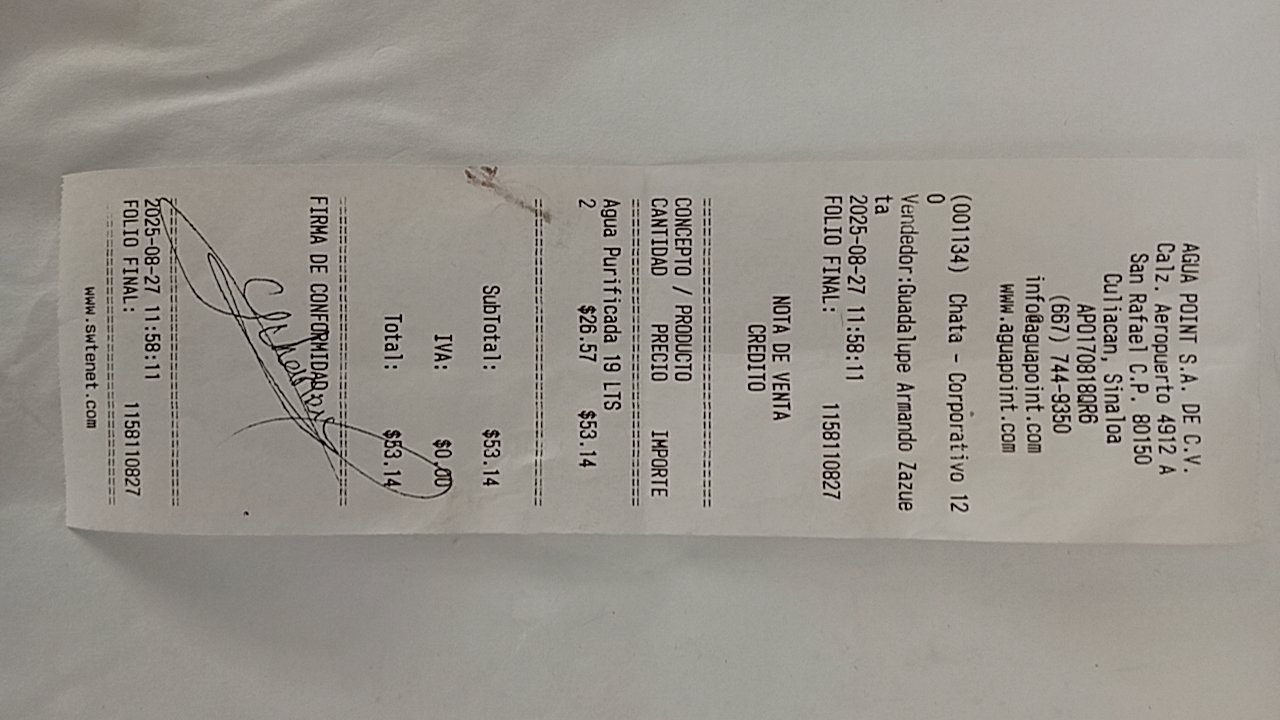 AGUA POINT S.A. DE C.V.
Calz. Aeropuerto 4912 A
San Rafael C.P. 80150
Culiacan, Sinaloa
APO170818QR6
(667) 744-9350
info@aguapoint.com
www.aguapoint.com
(001134) Chata - Corporativo 12
0
Vendedor:Guadalupe Armando Zazue
ta
2025-08-27 11:58:11
FOLIO FINAL: 1158110827
NOTA DE VENTA
CREDITO
================================
CONCEPTO / PRODUCTO
CANTIDAD PRECIO IMPORTE
================================
Agua Purificada 19 LTS
2 $26.57 $53.14
================================
SubTotal: $53.14
IVA: $0.00
Total: $53.14
================================
FIRMA DE CONFORMIDAD
================================
2025-08-27 11:58:11
FOLIO FINAL: 1158110827
================================
www.swtenet.com